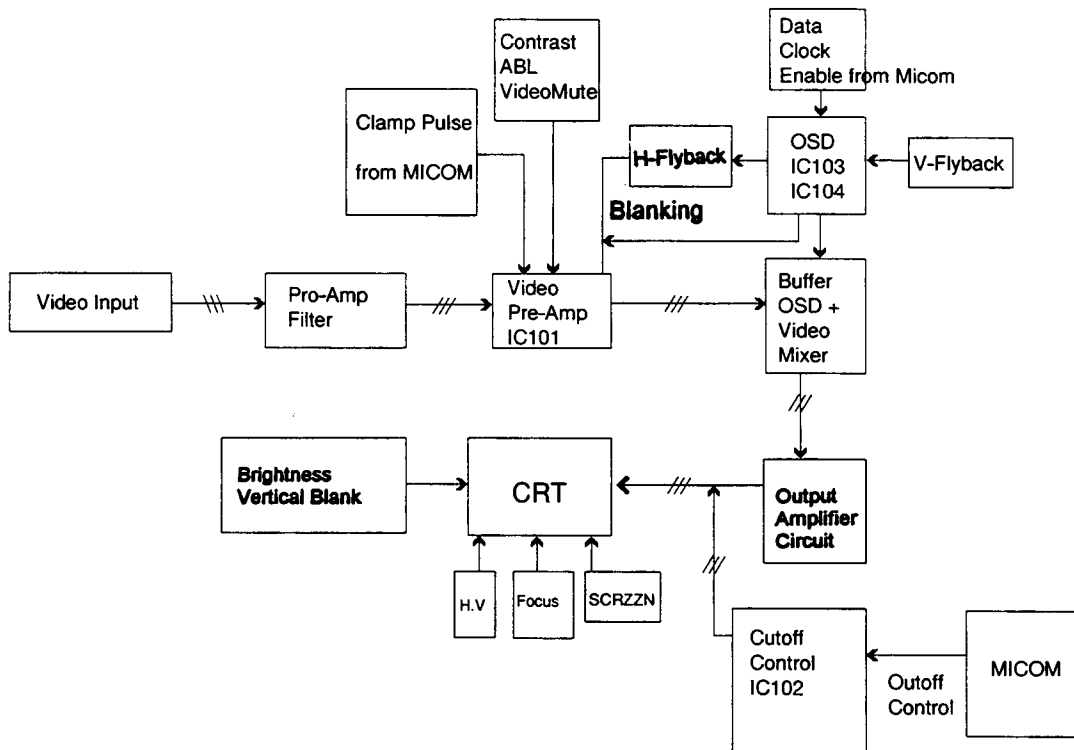 Data
Clock
Enable from Micom
Contrast
ABL
VideoMute
Clamp Pulse
from MICOM
H-Flyback
OSD
IC103
IC104
V-Flyback
Blanking
Video Input
Pro-Amp
Filter
Video
Pre-Amp
IC101
Buffer
OSD +
Video
Mixer
Brightness
Vertical Blank
CRT
Output
Amplifier
Circuit
H.V
Focus
SCRZZN
Cutoff
Control
IC102
Outoff
Control
MICOM